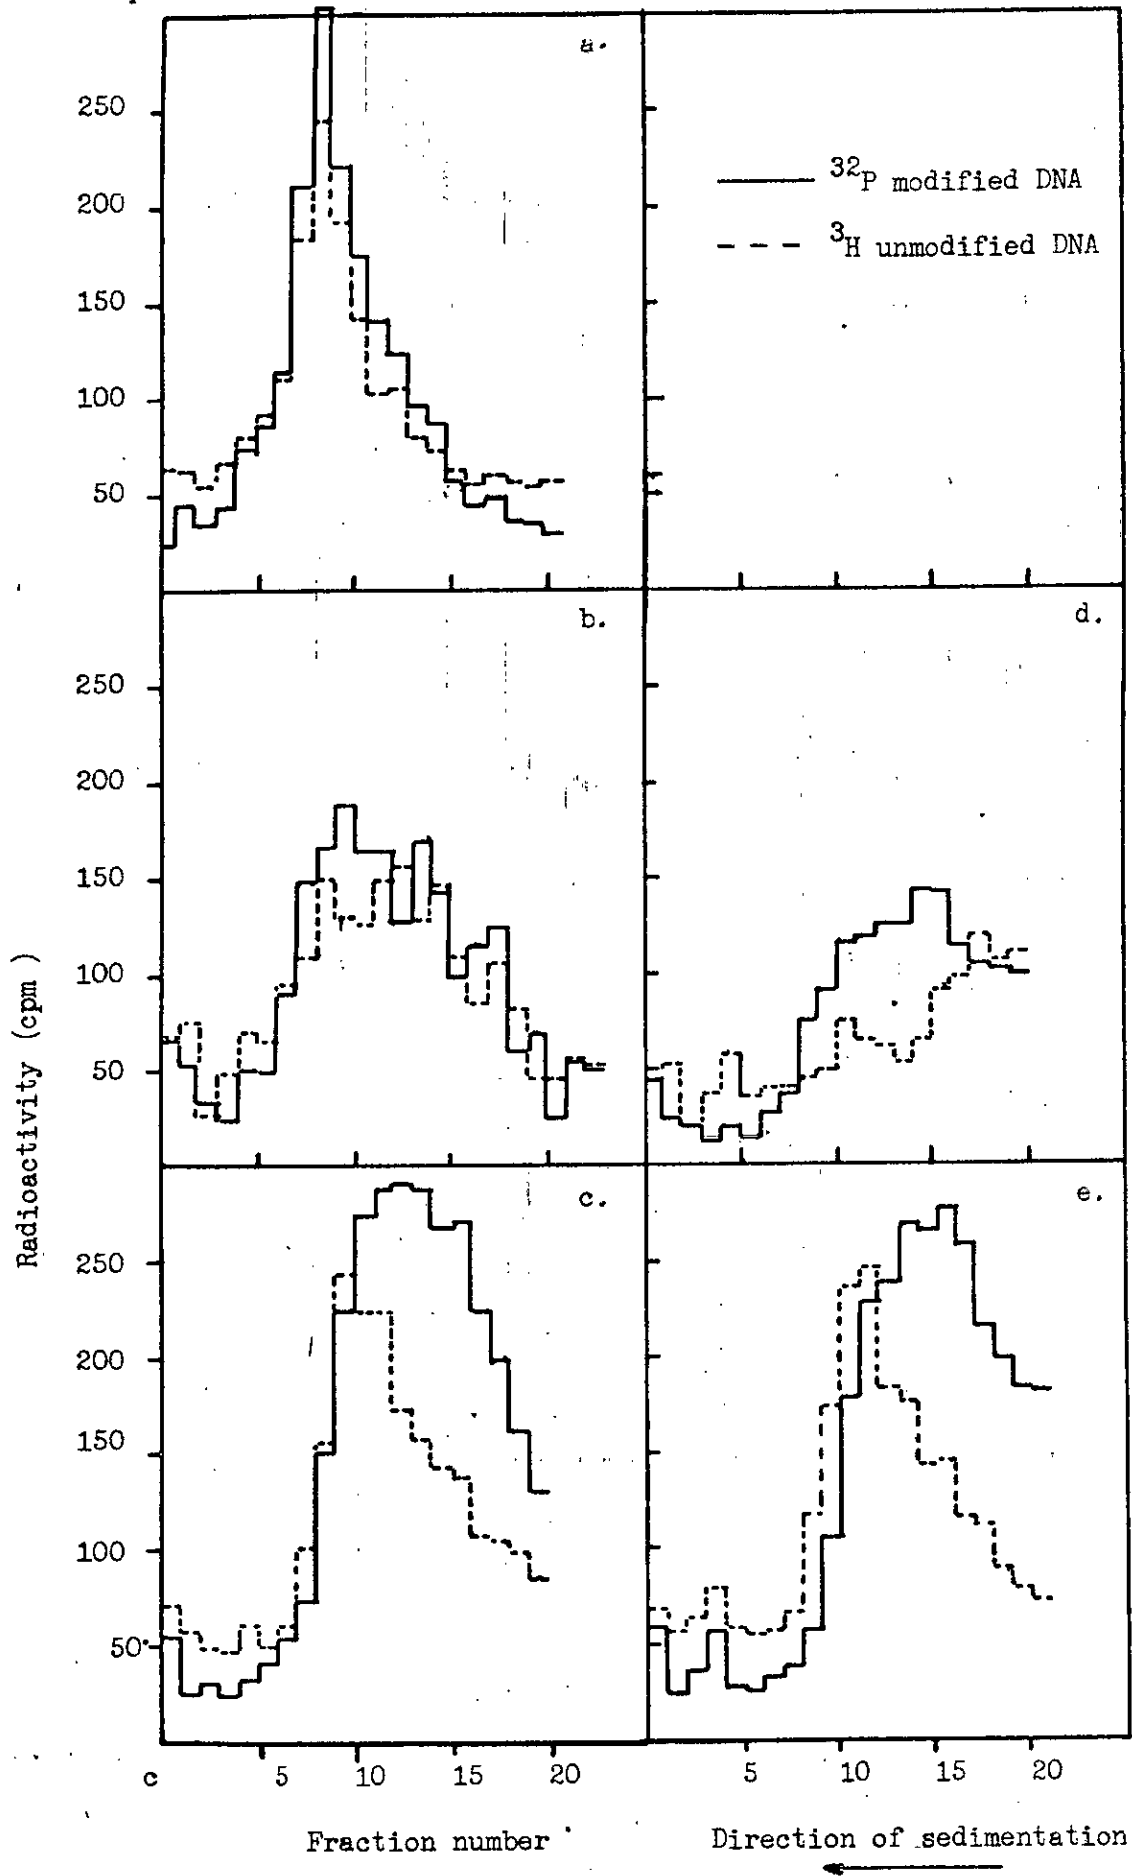 a.
250
200
150
100
50
³²P modified DNA
³H unmodified DNA
b.
250
200
150
100
50
d.
c.
250
200
150
100
50
e.
Radioactivity (cpm)
c 5 10 15 20
5 10 15 20
Fraction number
Direction of sedimentation